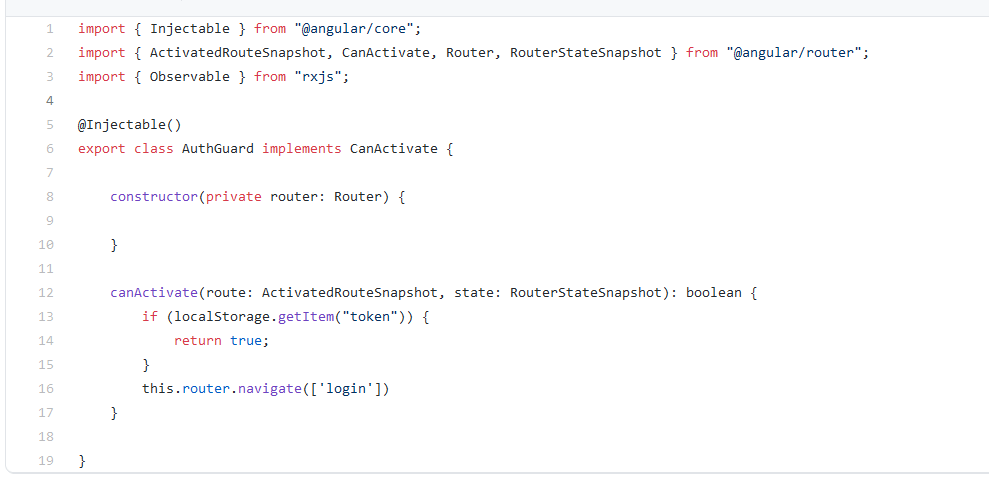 1 import { Injectable } from "@angular/core";
2 import { ActivatedRouteSnapshot, CanActivate, Router, RouterStateSnapshot } from "@angular/router";
3 import { Observable } from "rxjs";
4
5 @Injectable()
6 export class AuthGuard implements CanActivate {
7
8     constructor(private router: Router) {
9
10     }
11
12     canActivate(route: ActivatedRouteSnapshot, state: RouterStateSnapshot): boolean {
13         if (localStorage.getItem("token")) {
14             return true;
15         }
16         this.router.navigate(['login'])
17     }
18
19 }